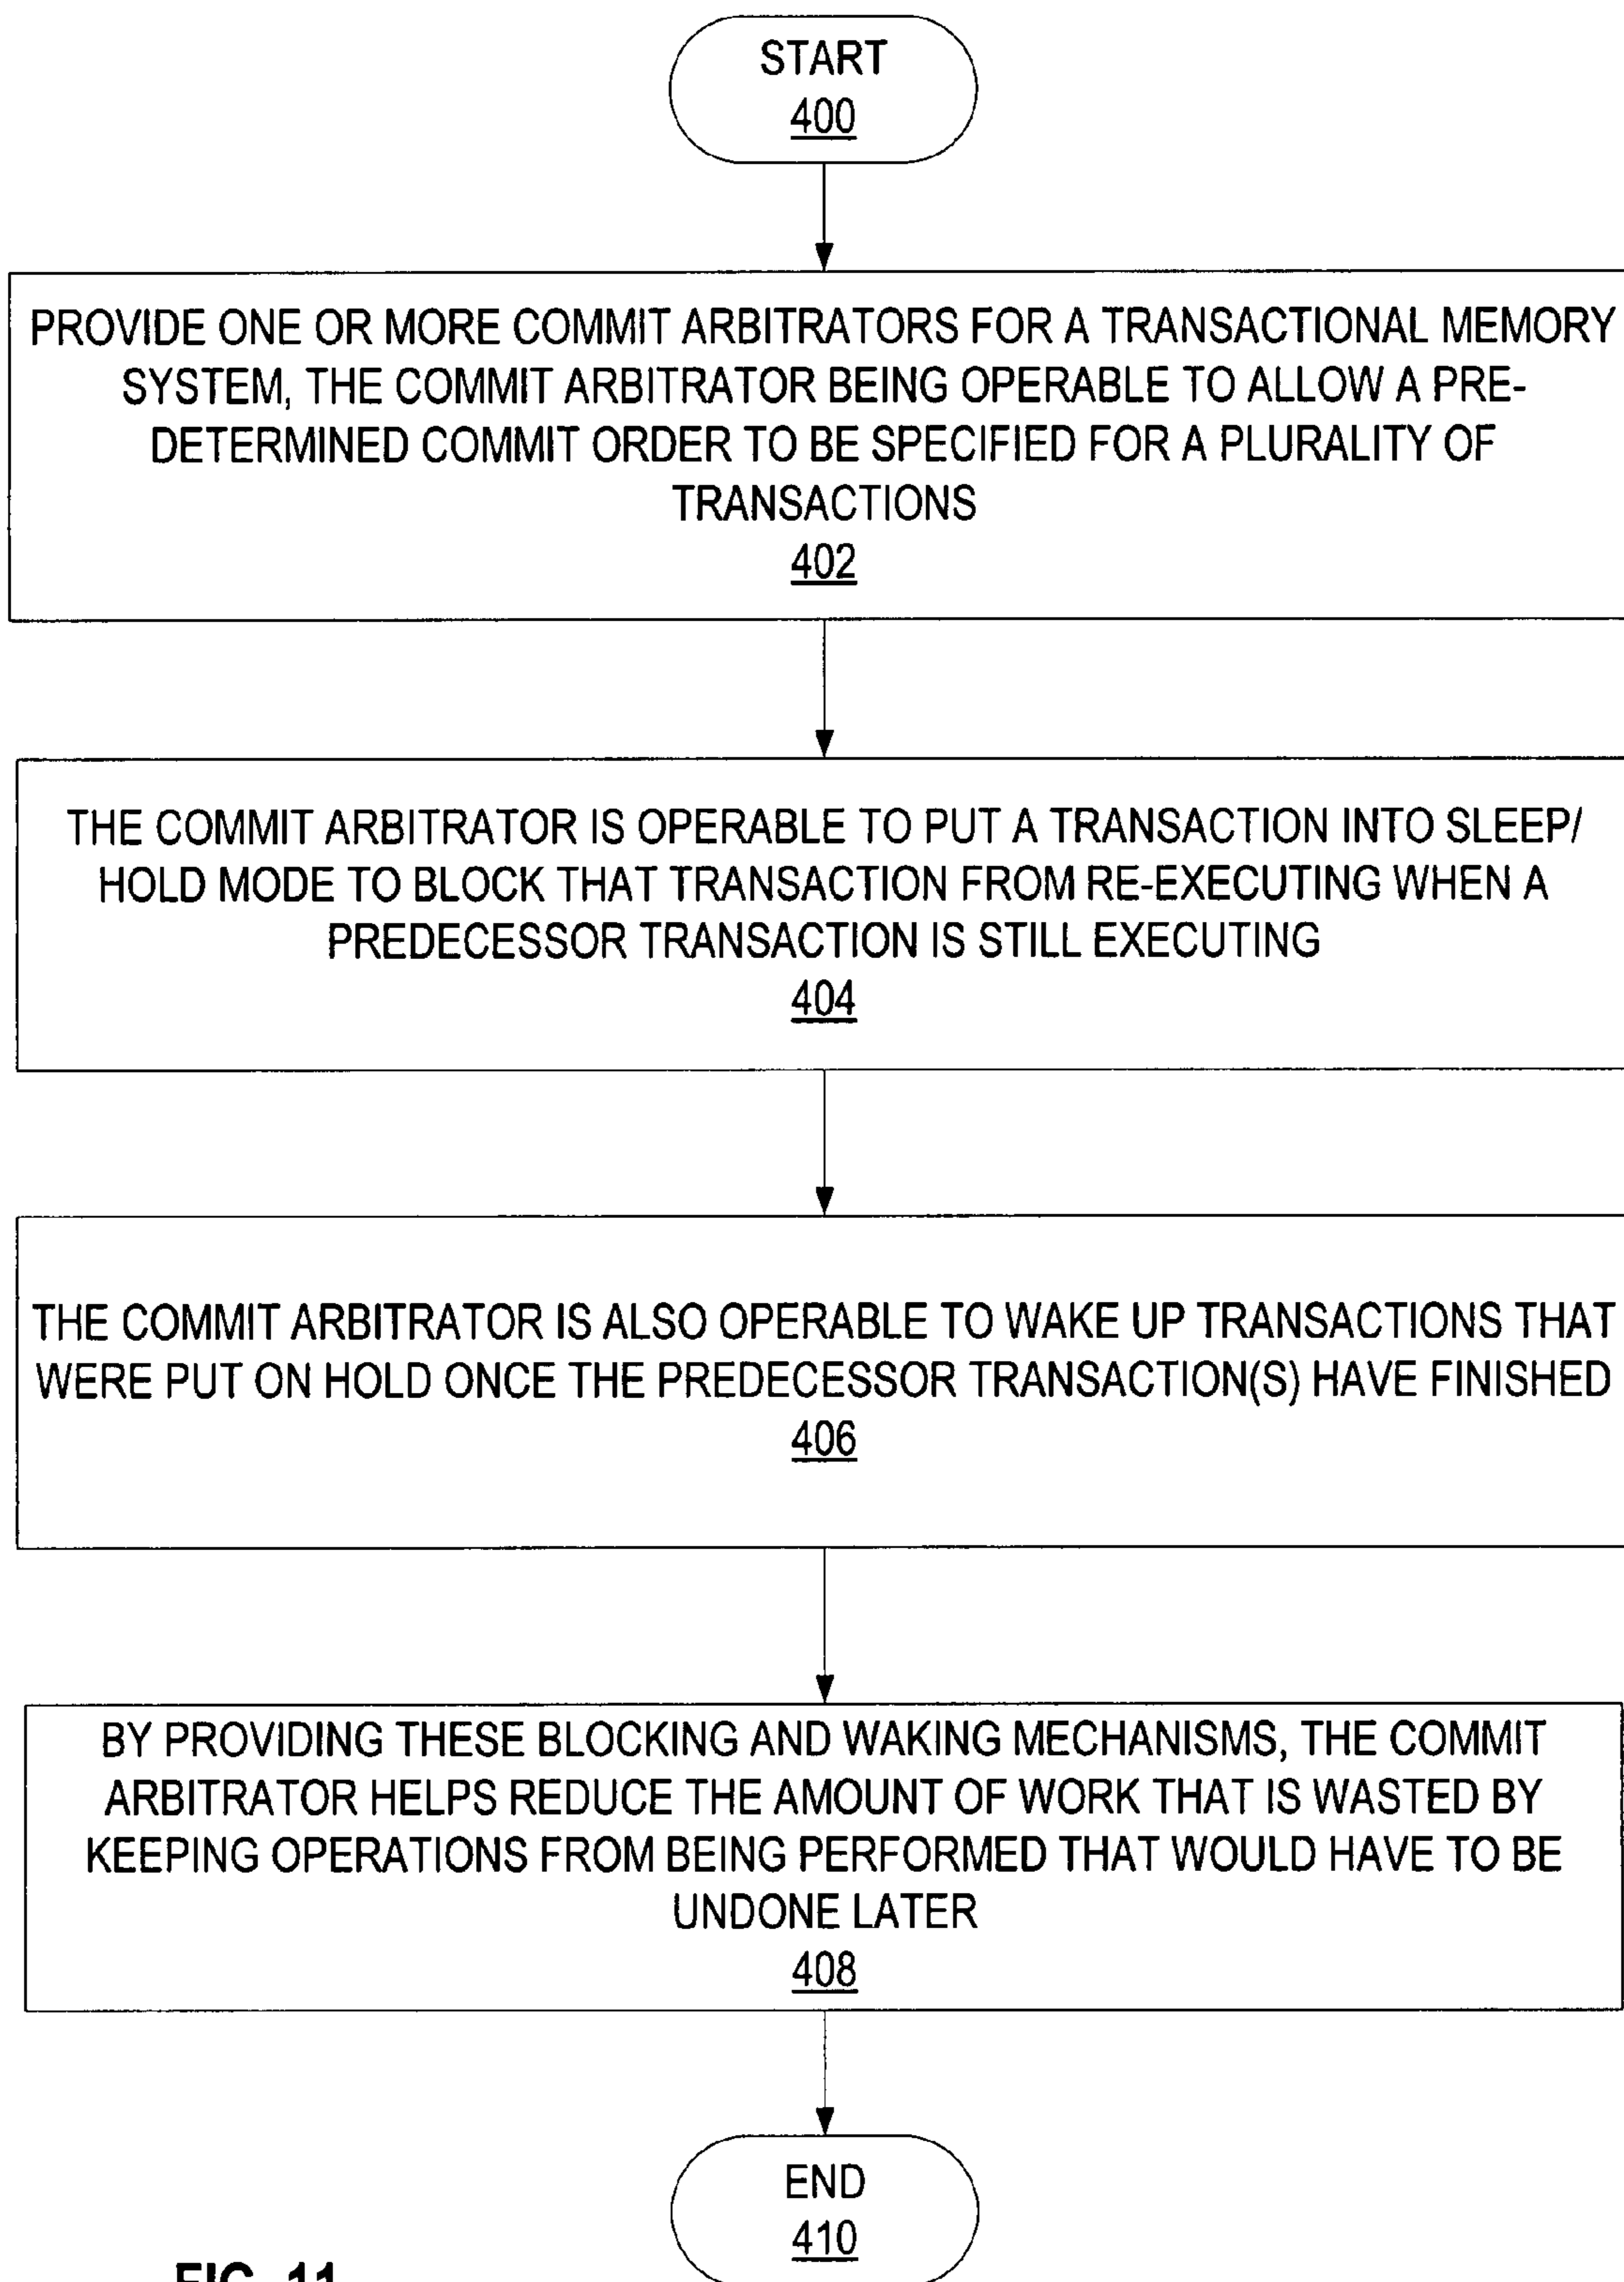 START
400
PROVIDE ONE OR MORE COMMIT ARBITRATORS FOR A TRANSACTIONAL MEMORY
SYSTEM, THE COMMIT ARBITRATOR BEING OPERABLE TO ALLOW A PRE-
DETERMINED COMMIT ORDER TO BE SPECIFIED FOR A PLURALITY OF
TRANSACTIONS
402
THE COMMIT ARBITRATOR IS OPERABLE TO PUT A TRANSACTION INTO SLEEP/
HOLD MODE TO BLOCK THAT TRANSACTION FROM RE-EXECUTING WHEN A
PREDECESSOR TRANSACTION IS STILL EXECUTING
404
THE COMMIT ARBITRATOR IS ALSO OPERABLE TO WAKE UP TRANSACTIONS THAT
WERE PUT ON HOLD ONCE THE PREDECESSOR TRANSACTION(S) HAVE FINISHED
406
BY PROVIDING THESE BLOCKING AND WAKING MECHANISMS, THE COMMIT
ARBITRATOR HELPS REDUCE THE AMOUNT OF WORK THAT IS WASTED BY
KEEPING OPERATIONS FROM BEING PERFORMED THAT WOULD HAVE TO BE
UNDONE LATER
408
END
410
FIG. 11